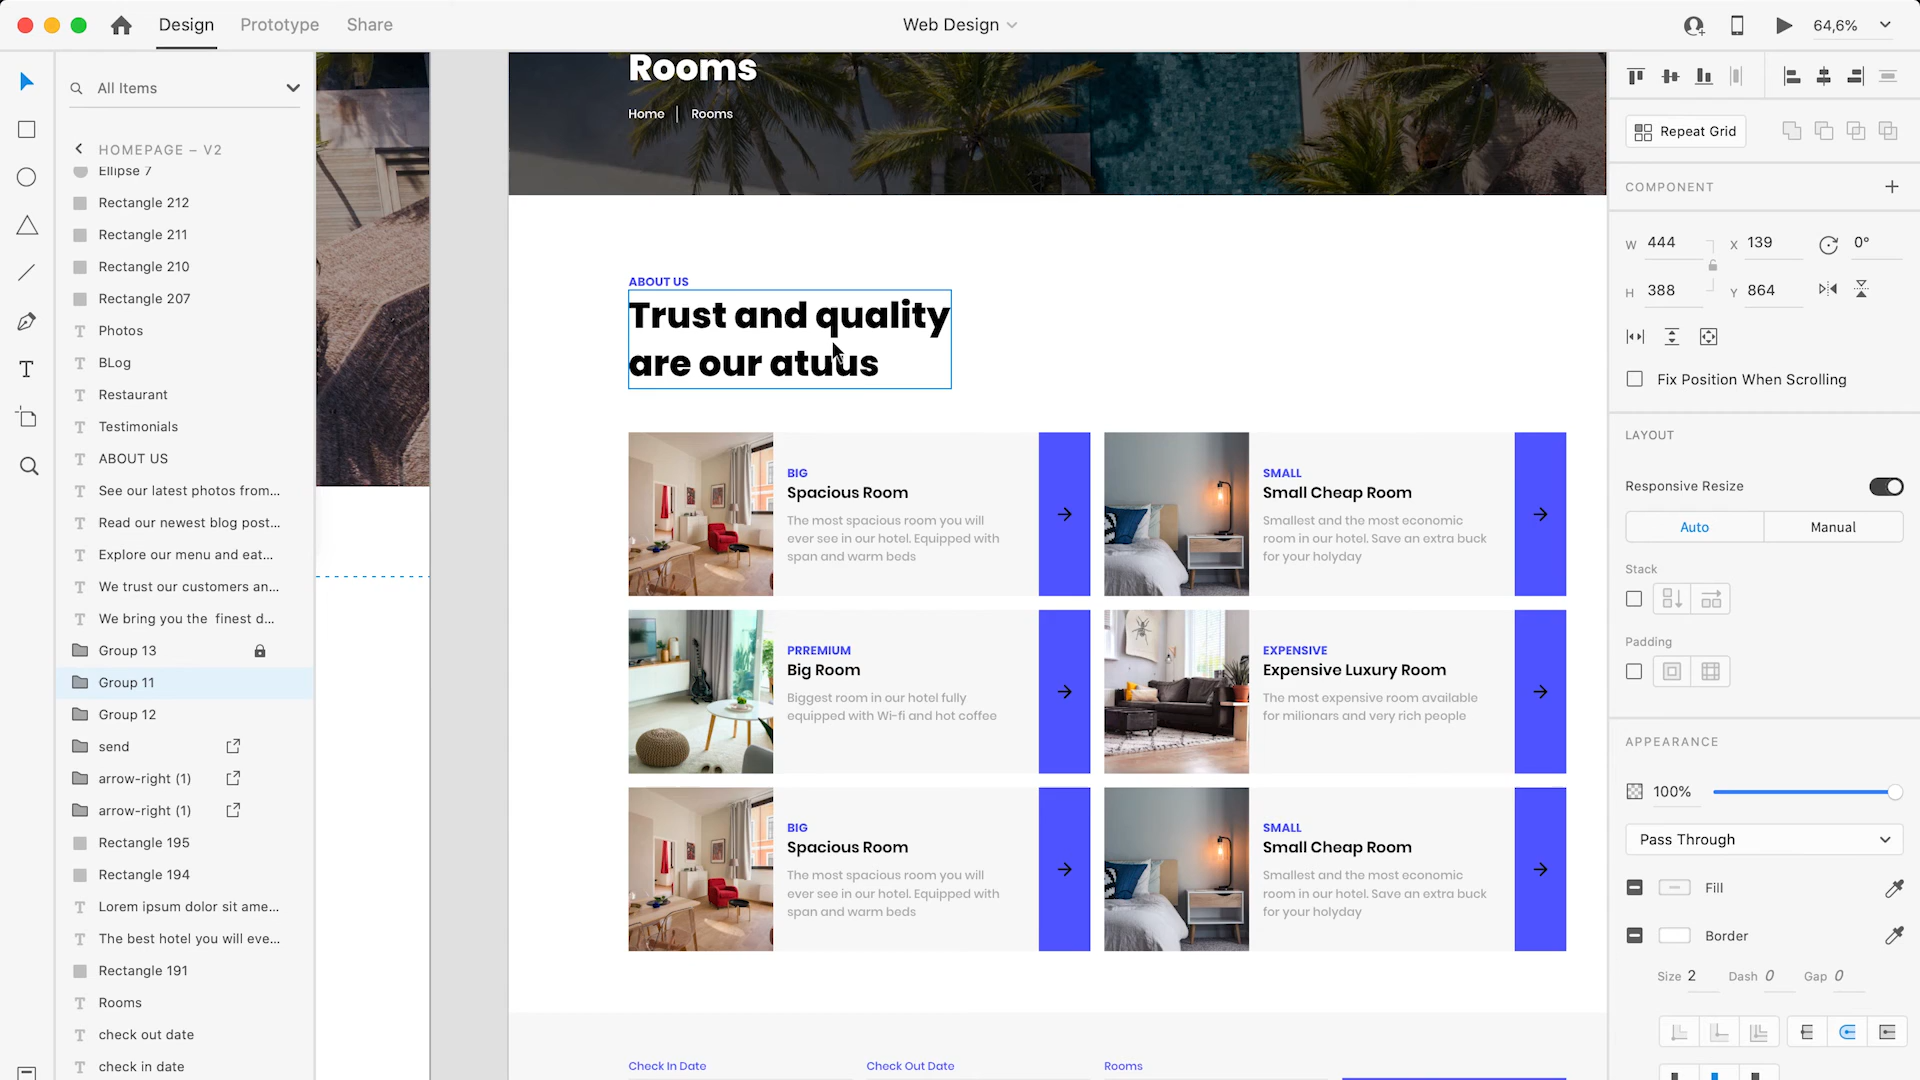 Design Prototype Share
Web Design
64,6%
All Items
HOMEPAGE – V2
Ellipse 7
Rectangle 212
Rectangle 211
Rectangle 210
Rectangle 207
Photos
BLog
Restaurant
Testimonials
ABOUT US
See our latest photos from...
Read our newest blog post...
Explore our menu and eat...
We trust our customers an...
We bring you the finest d...
Group 13
Group 11
Group 12
send
arrow-right (1)
arrow-right (1)
Rectangle 195
Rectangle 194
Lorem ipsum dolor sit ame...
The best hotel you will eve...
Rectangle 191
Rooms
check out date
check in date
Rooms
Home | Rooms
ABOUT US
Trust and quality
are our atuus
BIG
Spacious Room
The most spacious room you will
ever see in our hotel. Equipped with
span and warm beds
SMALL
Small Cheap Room
Smallest and the most economic
room in our hotel. Save an extra buck
for your holyday
PRREMIUM
Big Room
Biggest room in our hotel fully
equipped with Wi-fi and hot coffee
EXPENSIVE
Expensive Luxury Room
The most expensive room available
for milionars and very rich people
BIG
Spacious Room
The most spacious room you will
ever see in our hotel. Equipped with
span and warm beds
SMALL
Small Cheap Room
Smallest and the most economic
room in our hotel. Save an extra buck
for your holyday
Check In Date
Check Out Date
Rooms
Repeat Grid
COMPONENT
W 444 X 139 0°
H 388 Y 864
Fix Position When Scrolling
LAYOUT
Responsive Resize
Auto Manual
Stack
Padding
APPEARANCE
100%
Pass Through
Fill
Border
Size 2 Dash 0 Gap 0